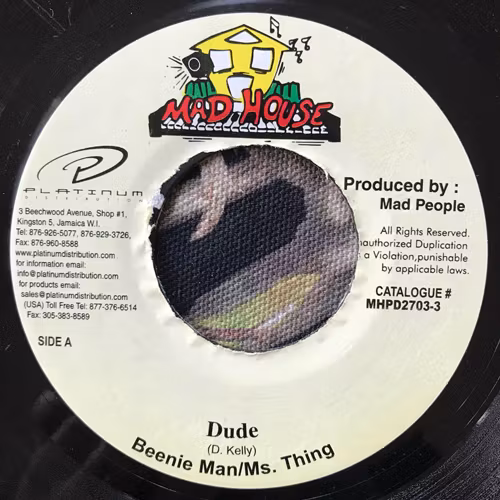 MAD HOUSE
PLATINUM
DISTRIBUTION
3 Beechwood Avenue, Shop #1,
Kingston 5, Jamaica W.I.
Tel: 876-926-5077, 876-929-3726,
Fax: 876-960-8588
www.platinumdistribution.com
for information email:
info@platinumdistribution.com
for products email:
sales@platinumdistribution.com
(USA) Toll Free Tel: 877-376-6514
Fax: 305-383-8589
SIDE A
Produced by :
Mad People
All Rights Reserved.
authorized Duplication
a Violation,punishable
by applicable laws.
CATALOGUE #
MHPD2703-3
Dude
(D. Kelly)
Beenie Man/Ms. Thing